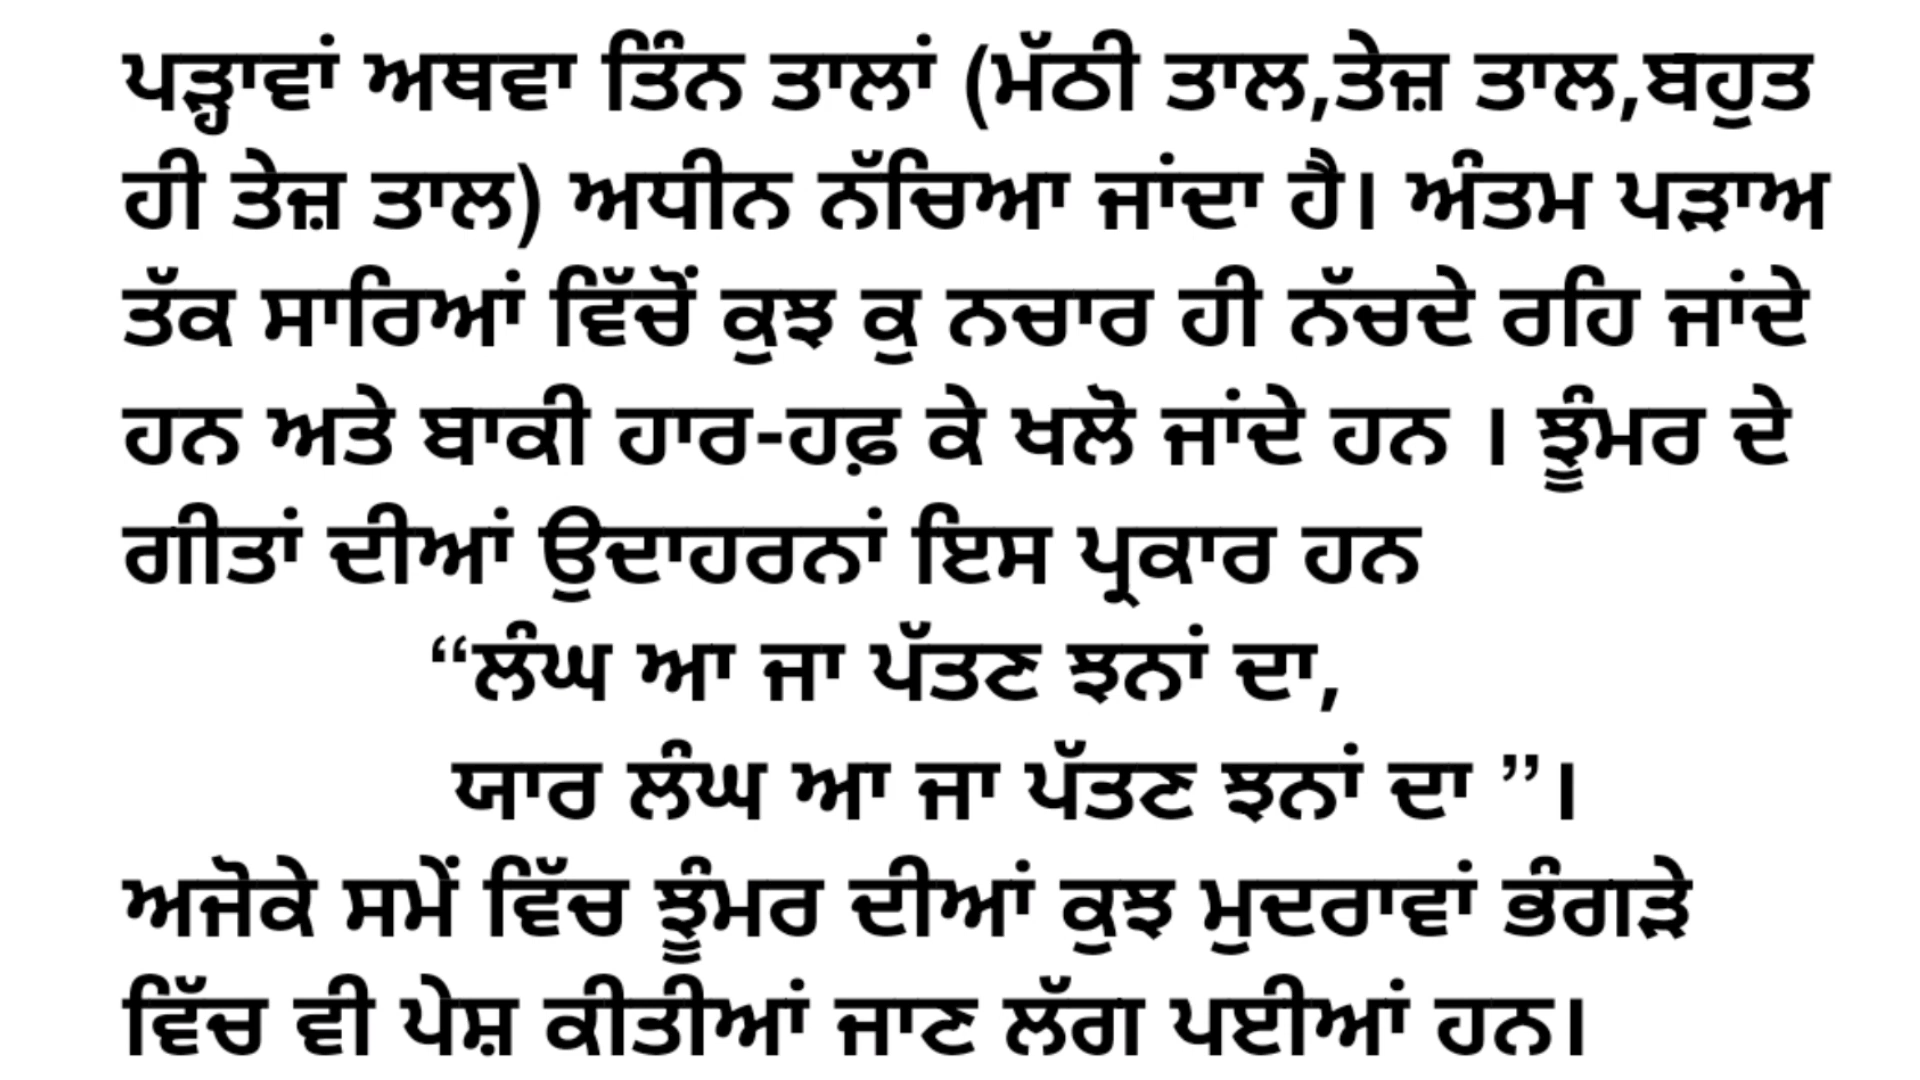 ਪੜ੍ਹਾਵਾਂ ਅਥਵਾ ਤਿੰਨ ਤਾਲਾਂ (ਮੱਠੀ ਤਾਲ,ਤੇਜ਼ ਤਾਲ,ਬਹੁਤ
ਹੀ ਤੇਜ਼ ਤਾਲ) ਅਧੀਨ ਨੱਚਿਆ ਜਾਂਦਾ ਹੈ। ਅੰਤਮ ਪੜਾਅ
ਤੱਕ ਸਾਰਿਆਂ ਵਿੱਚੋਂ ਕੁਝ ਕੁ ਨਚਾਰ ਹੀ ਨੱਚਦੇ ਰਹਿ ਜਾਂਦੇ
ਹਨ ਅਤੇ ਬਾਕੀ ਹਾਰ-ਹਫ਼ ਕੇ ਖਲੋ ਜਾਂਦੇ ਹਨ । ਝੂੰਮਰ ਦੇ
ਗੀਤਾਂ ਦੀਆਂ ਉਦਾਹਰਨਾਂ ਇਸ ਪ੍ਰਕਾਰ ਹਨ
“ਲੰਘ ਆ ਜਾ ਪੱਤਣ ਝਨਾਂ ਦਾ,
ਯਾਰ ਲੰਘ ਆ ਜਾ ਪੱਤਣ ਝਨਾਂ ਦਾ ”।
ਅਜੋਕੇ ਸਮੇਂ ਵਿੱਚ ਝੂੰਮਰ ਦੀਆਂ ਕੁਝ ਮੁਦਰਾਵਾਂ ਭੰਗੜੇ
ਵਿੱਚ ਵੀ ਪੇਸ਼ ਕੀਤੀਆਂ ਜਾਣ ਲੱਗ ਪਈਆਂ ਹਨ।